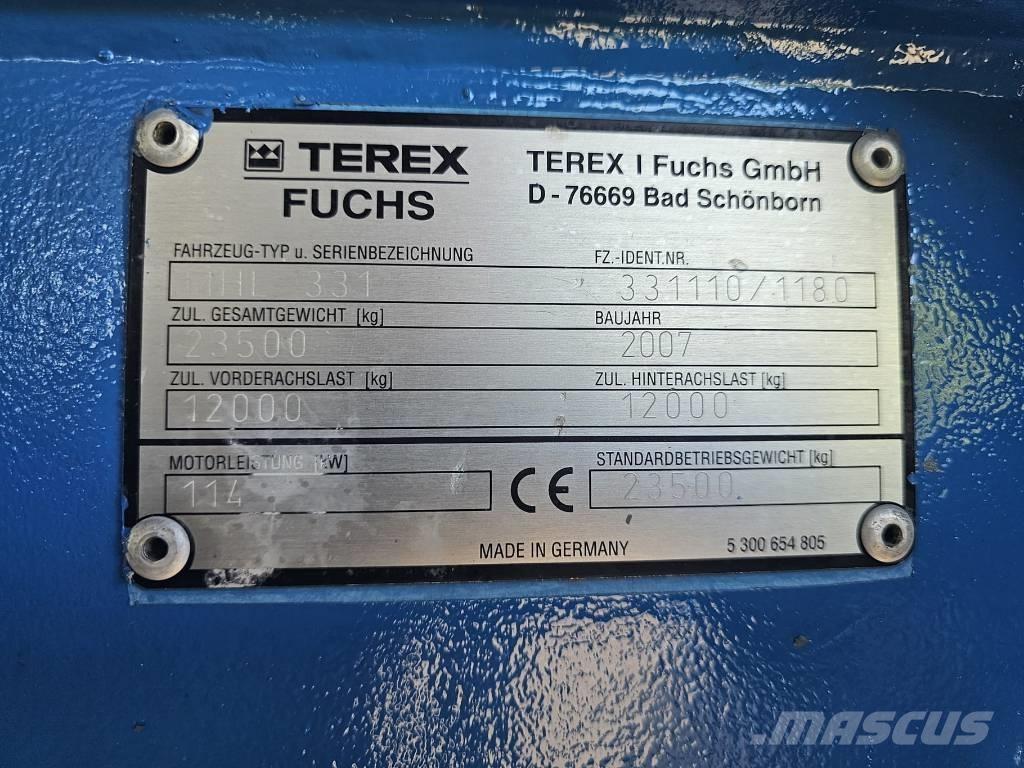 TEREX
FUCHS
TEREX I Fuchs GmbH
D - 76669 Bad Schönborn
FAHRZEUG-TYP u. SERIENBEZEICHNUNG
FZ.-IDENT.NR.
MHL 331
331110/1180
ZUL. GESAMTGEWICHT [kg]
BAUJAHR
23500
2007
ZUL. VORDERACHSLAST [kg]
ZUL. HINTERACHSLAST [kg]
12000
12000
MOTORLEISTUNG [kW]
STANDARDBETRIEBSGEWICHT [kg]
114
CE
23500
MADE IN GERMANY
5 300 654 805
MASCUS